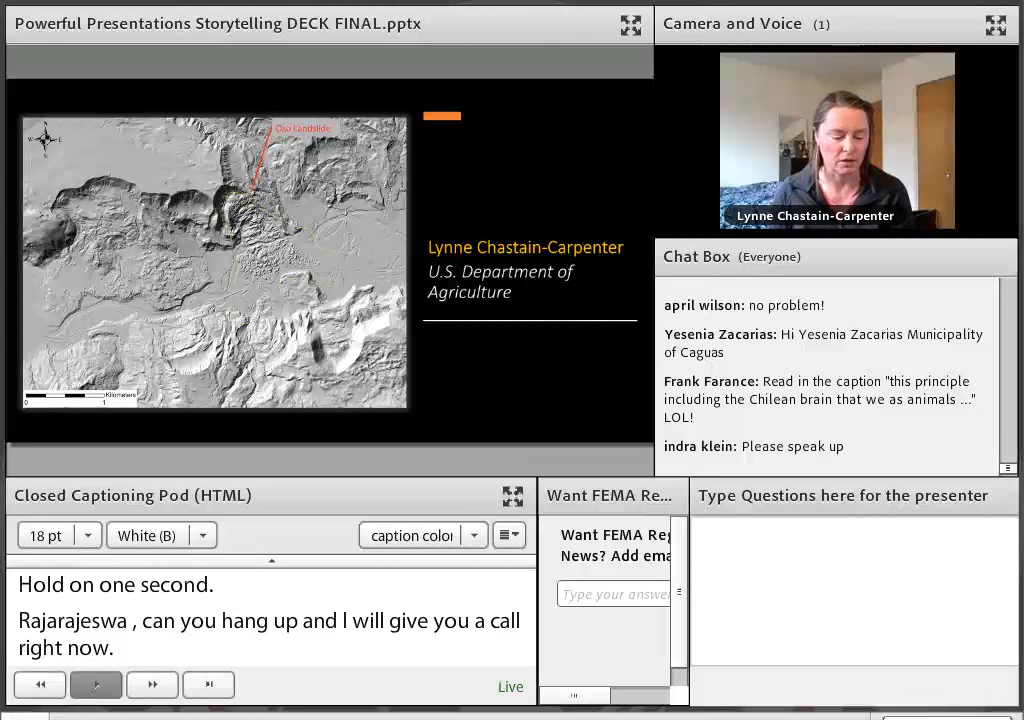 Powerful Presentations Storytelling DECK FINAL.pptx
Camera and Voice (1)
Oso Landslide
N
W
E
S
Kilometers
0 1
Lynne Chastain-Carpenter
U.S. Department of
Agriculture
Lynne Chastain-Carpenter
Chat Box (Everyone)
april wilson: no problem!
Yesenia Zacarias: Hi Yesenia Zacarias Municipality
of Caguas
Frank Farance: Read in the caption "this principle
including the Chilean brain that we as animals ..."
LOL!
indra klein: Please speak up
Closed Captioning Pod (HTML)
18 pt
White (B)
caption color
Hold on one second.
Rajarajeswa , can you hang up and I will give you a call
right now.
Live
Want FEMA Re...
Want FEMA Reg
News? Add ema
Type your answe
Type Questions here for the presenter